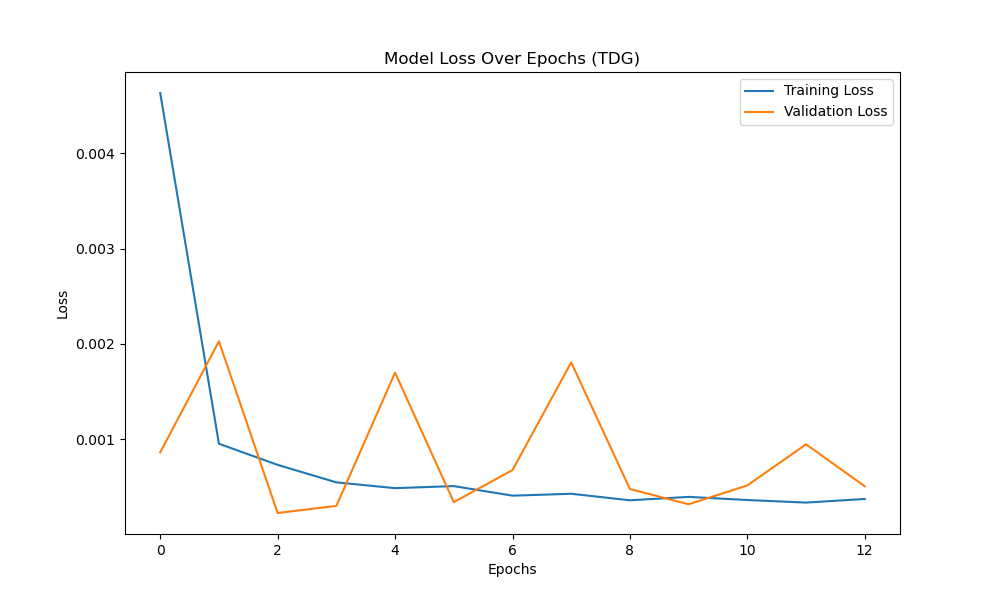 Model Loss Over Epochs (TDG)
Training Loss
Validation Loss
0.004
0.003
0.002
0.001
Loss
0 2 4 6 8 10 12
Epochs